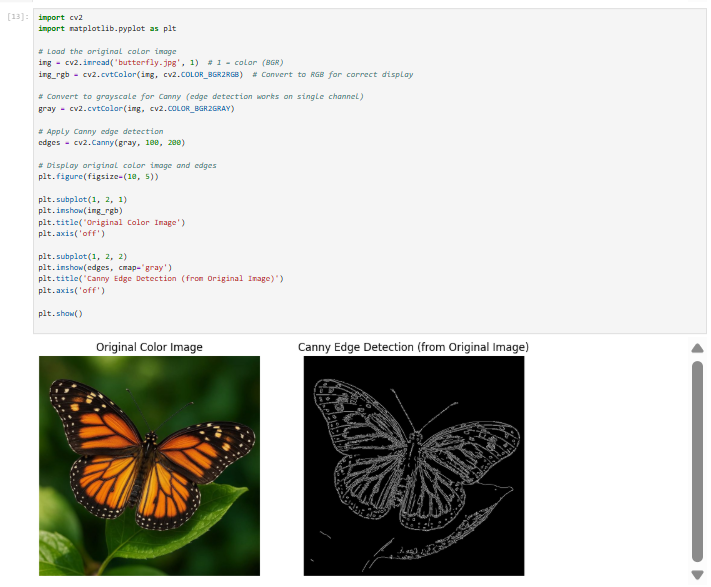 [13]:
import cv2
import matplotlib.pyplot as plt
# Load the original color image
img = cv2.imread('butterfly.jpg', 1)  # 1 = color (BGR)
img_rgb = cv2.cvtColor(img, cv2.COLOR_BGR2RGB)  # Convert to RGB for correct display
# Convert to grayscale for Canny (edge detection works on single channel)
gray = cv2.cvtColor(img, cv2.COLOR_BGR2GRAY)
# Apply Canny edge detection
edges = cv2.Canny(gray, 100, 200)
# Display original color image and edges
plt.figure(figsize=(10, 5))
plt.subplot(1, 2, 1)
plt.imshow(img_rgb)
plt.title('Original Color Image')
plt.axis('off')
plt.subplot(1, 2, 2)
plt.imshow(edges, cmap='gray')
plt.title('Canny Edge Detection (from Original Image)')
plt.axis('off')
plt.show()
Original Color Image
Canny Edge Detection (from Original Image)